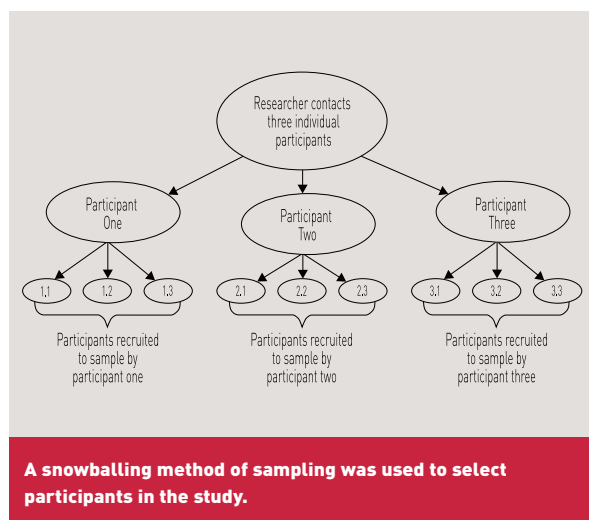 Researcher contacts
three individual
participants
Participant
One
Participant
Two
Participant
Three
1.1
1.2
1.3
2.1
2.2
2.3
3.1
3.2
3.3
Participants recruited
to sample by
participant one
Participants recruited
to sample by
participant two
Participants recruited
to sample by
participant three
A snowballing method of sampling was used to select
participants in the study.